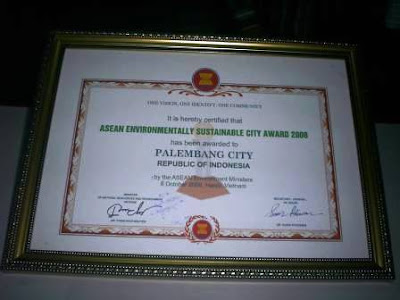 ONE VISION, ONE IDENTITY, ONE COMMUNITY
It is hereby certified that
ASEAN ENVIRONMENTALLY SUSTAINABLE CITY AWARD 2008
has been awarded to
PALEMBANG CITY
REPUBLIC OF INDONESIA
by the ASEAN Environment Ministers
8 October 2008, Hanoi, Vietnam